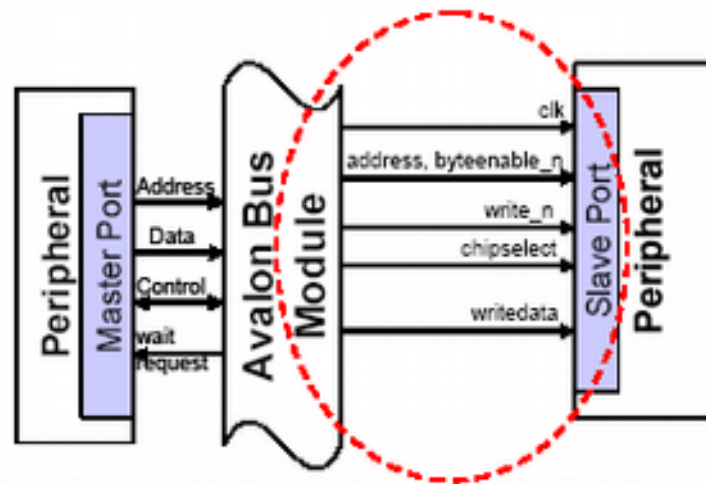 Peripheral
Master Port
Address
Data
Control
wait
request
Avalon Bus
Module
clk
address, byteenable_n
write_n
chipselect
writedata
Slave Port
Peripheral